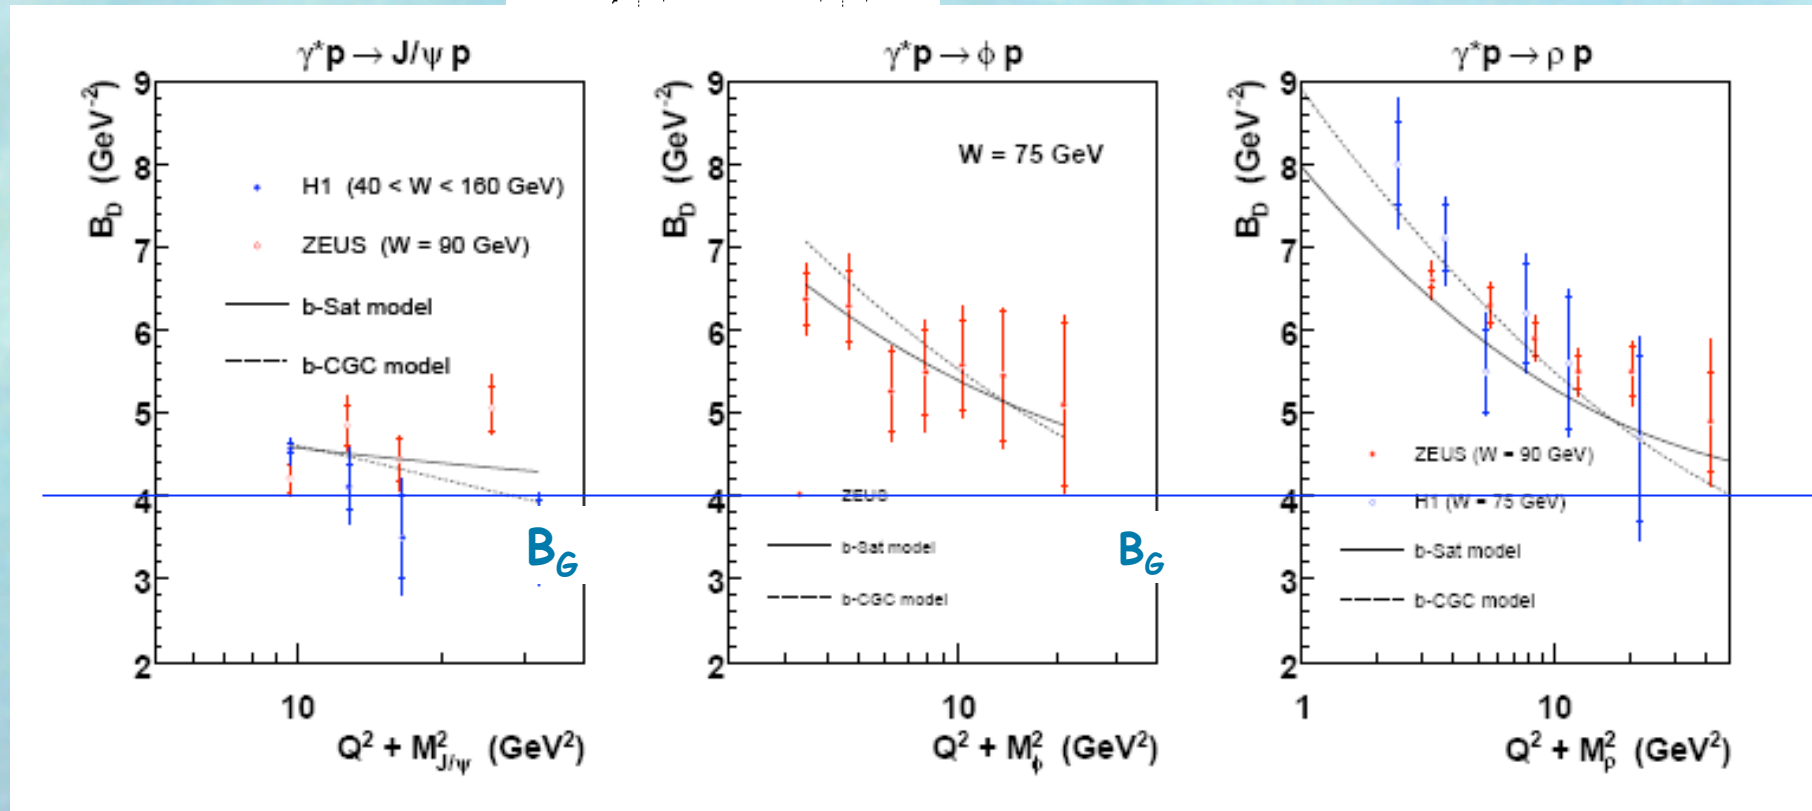 γ*p → J/ψ p
9
8
7
6
5
4
3
2
B_D (GeV⁻²)
H1 (40 < W < 160 GeV)
ZEUS (W = 90 GeV)
b-Sat model
b-CGC model
B_G
10
Q² + M²_J/ψ (GeV²)
γ*p → ϕ p
9
8
7
6
5
4
3
2
B_D (GeV⁻²)
W = 75 GeV
ZEUS
b-Sat model
b-CGC model
B_G
10
Q² + M²_ϕ (GeV²)
γ*p → ρ p
9
8
7
6
5
4
3
2
B_D (GeV⁻²)
ZEUS (W = 90 GeV)
H1 (W = 75 GeV)
b-Sat model
b-CGC model
1
10
Q² + M²_ρ (GeV²)